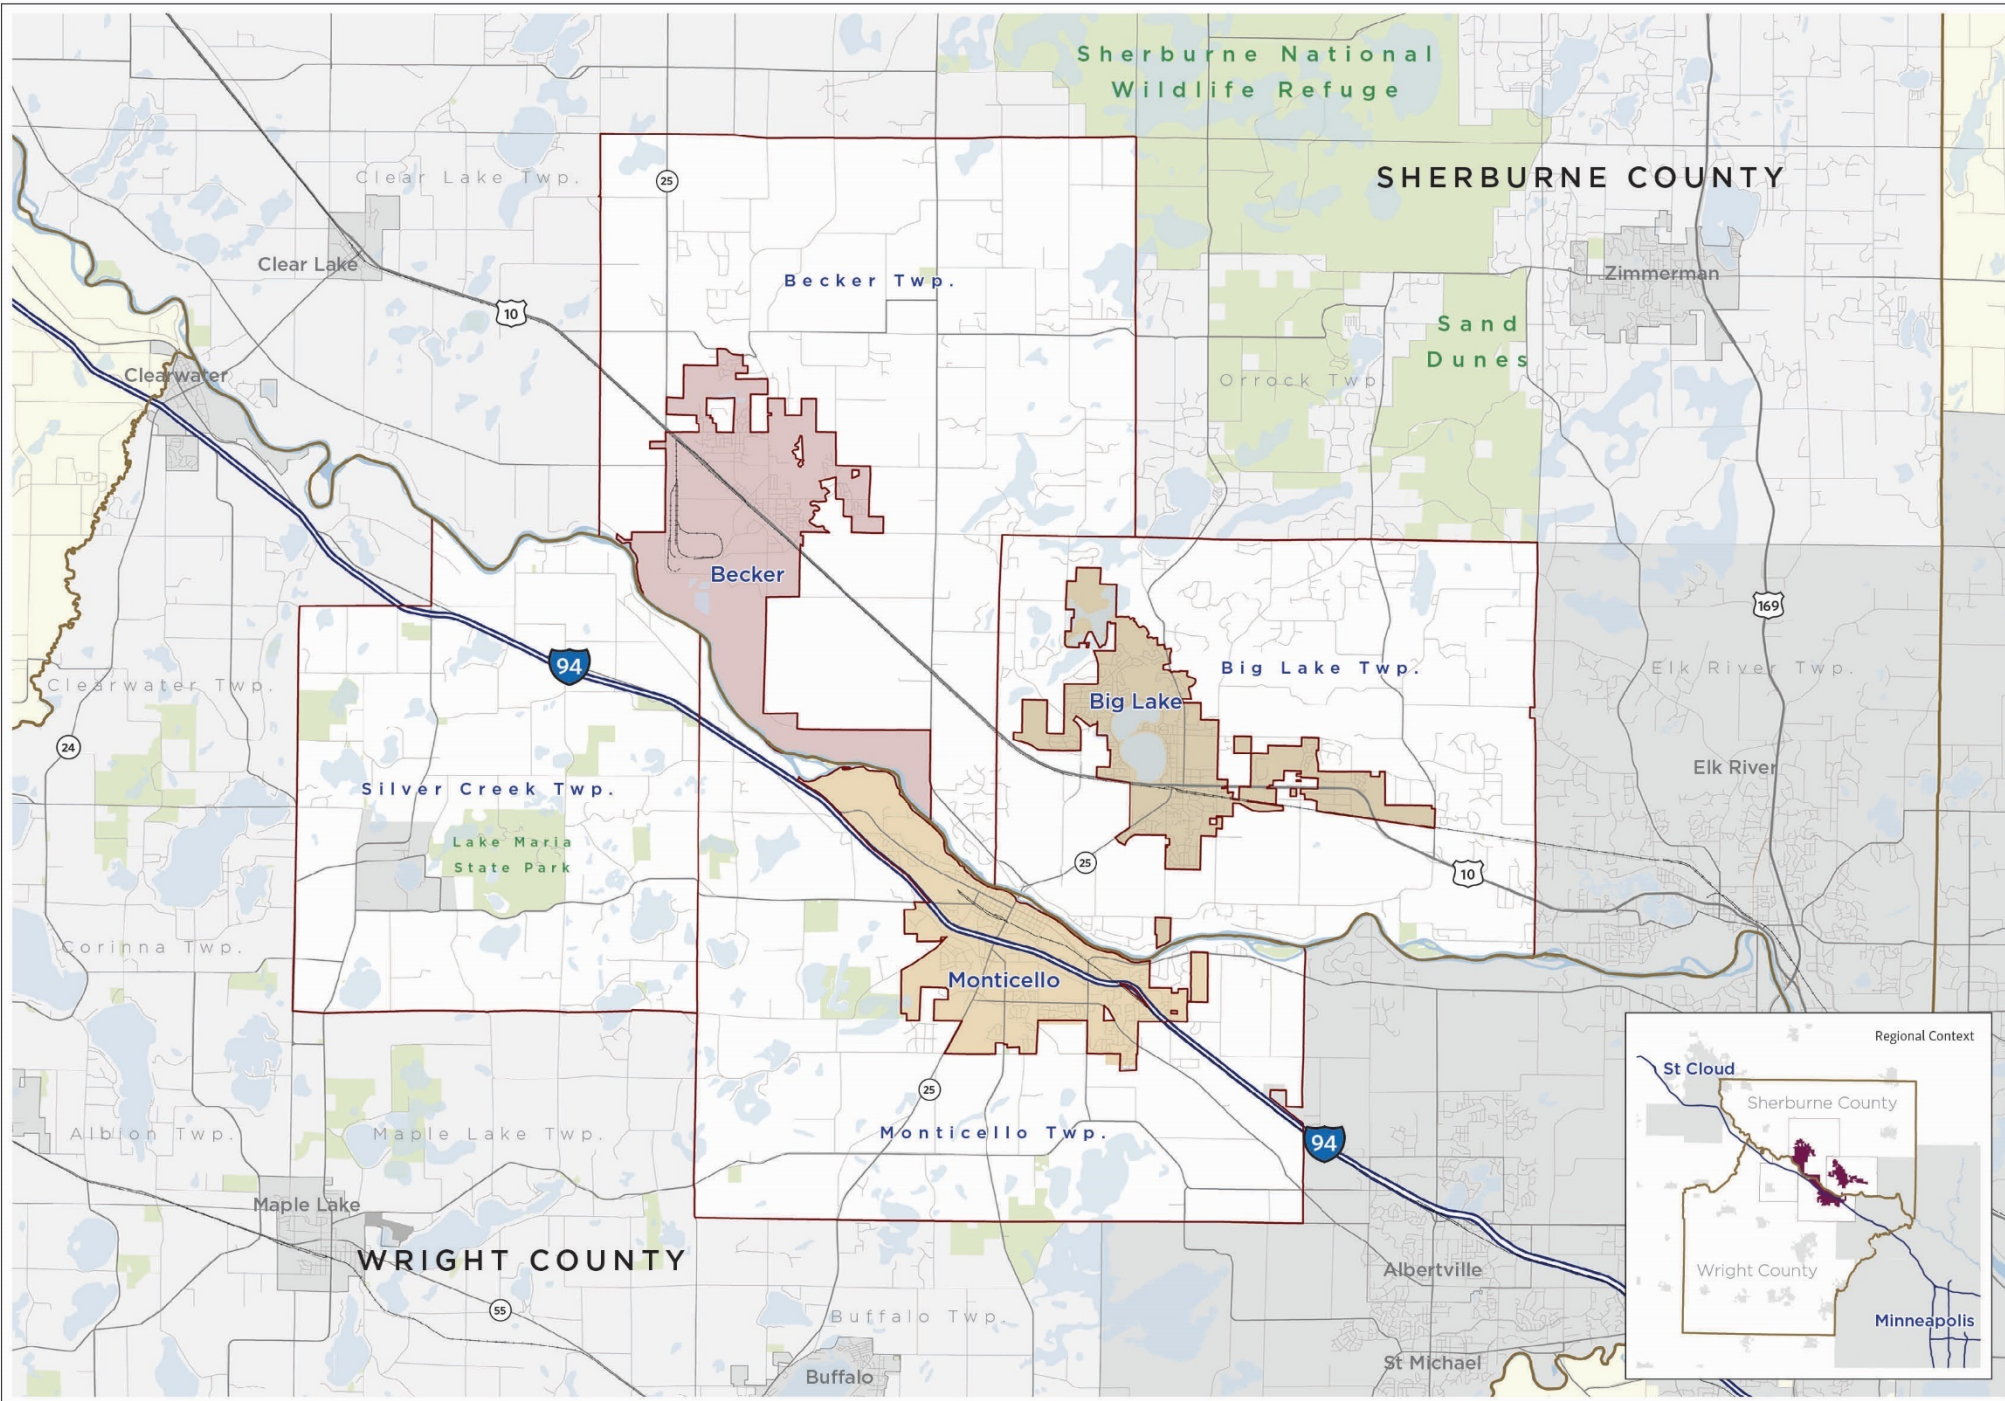 Sherburne National
Wildlife Refuge
SHERBURNE COUNTY
Clear Lake Twp.
25
Clear Lake
Becker Twp.
Zimmerman
10
Sand
Dunes
Clearwater
Orrock Twp.
Becker
169
94
Clearwater Twp.
Big Lake Twp.
Elk River Twp.
Big Lake
24
Elk River
Silver Creek Twp.
Lake Maria
State Park
25
10
Corinna Twp.
Monticello
25
Albion Twp.
Maple Lake Twp.
Monticello Twp.
94
Maple Lake
WRIGHT COUNTY
Albertville
55
Buffalo Twp.
Buffalo
St Michael
Regional Context
St Cloud
Sherburne County
Wright County
Minneapolis